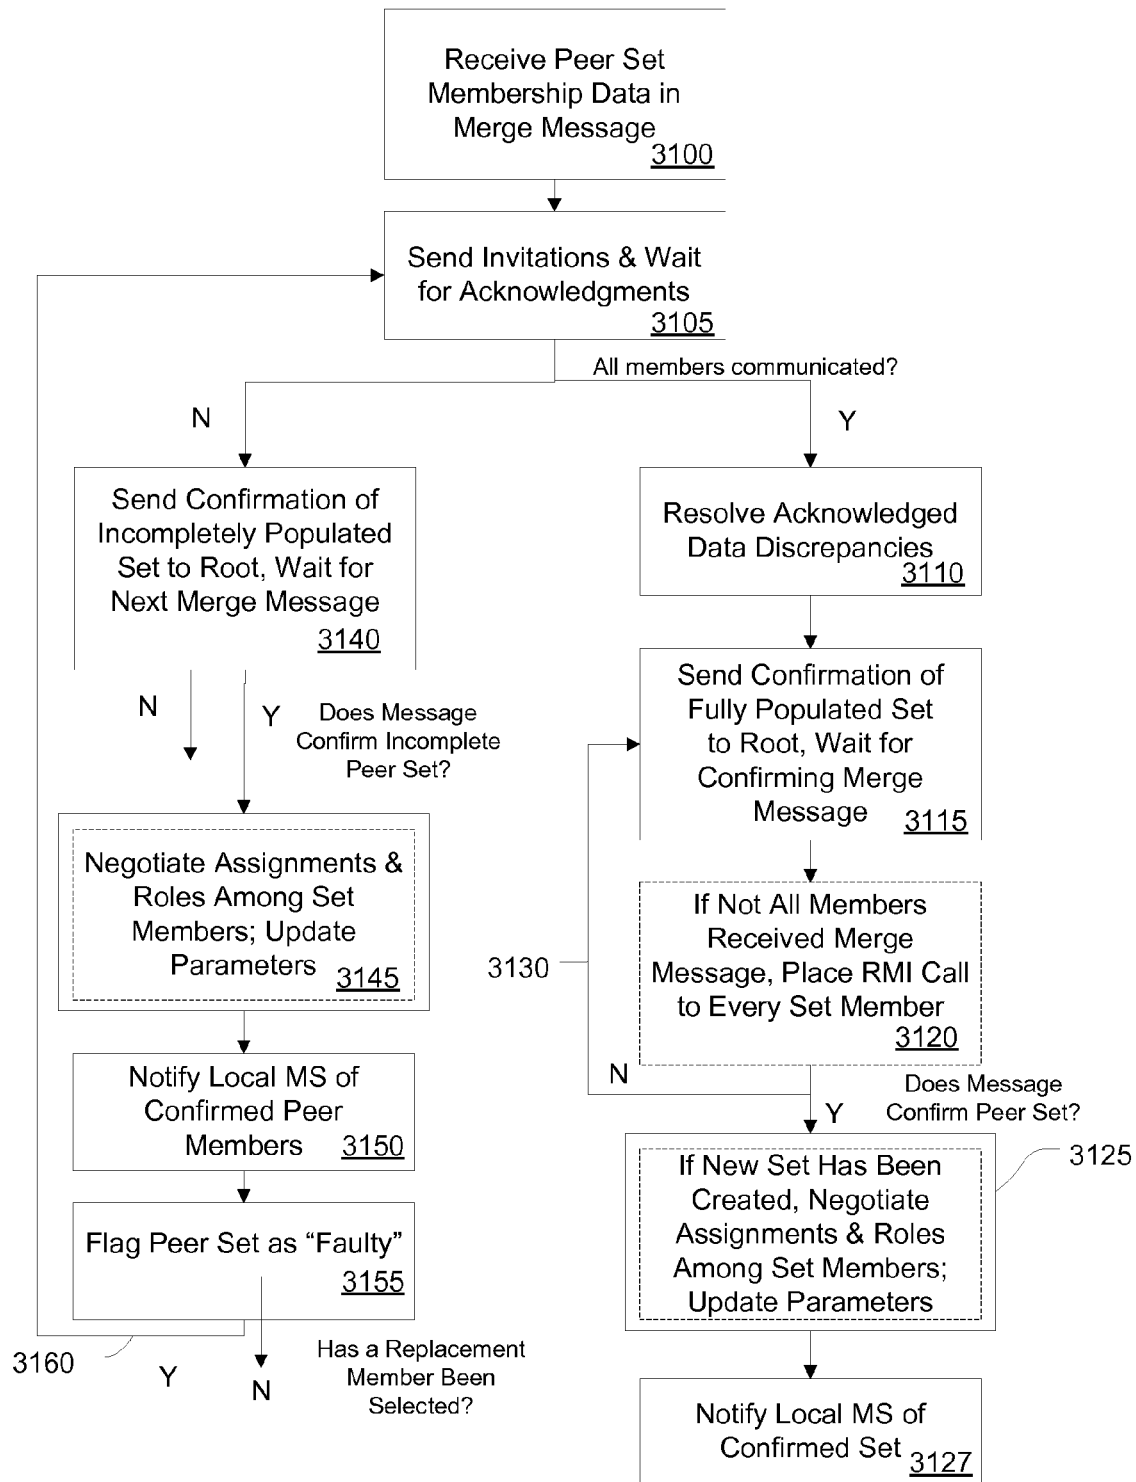 Receive Peer Set
Membership Data in
Merge Message
3100
Send Invitations & Wait
for Acknowledgments
3105
All members communicated?
N
Y
Send Confirmation of
Incompletely Populated
Set to Root, Wait for
Next Merge Message
3140
Resolve Acknowledged
Data Discrepancies
3110
N
Y
Does Message
Confirm Incomplete
Peer Set?
Send Confirmation of
Fully Populated Set
to Root, Wait for
Confirming Merge
Message
3115
Negotiate Assignments &
Roles Among Set
Members; Update
Parameters
3145
3130
If Not All Members
Received Merge
Message, Place RMI Call
to Every Set Member
3120
N
Y
Does Message
Confirm Peer Set?
Notify Local MS of
Confirmed Peer
Members
3150
3125
If New Set Has Been
Created, Negotiate
Assignments & Roles
Among Set Members;
Update Parameters
Flag Peer Set as “Faulty”
3155
3160
Y
N
Has a Replacement
Member Been
Selected?
Notify Local MS of
Confirmed Set
3127